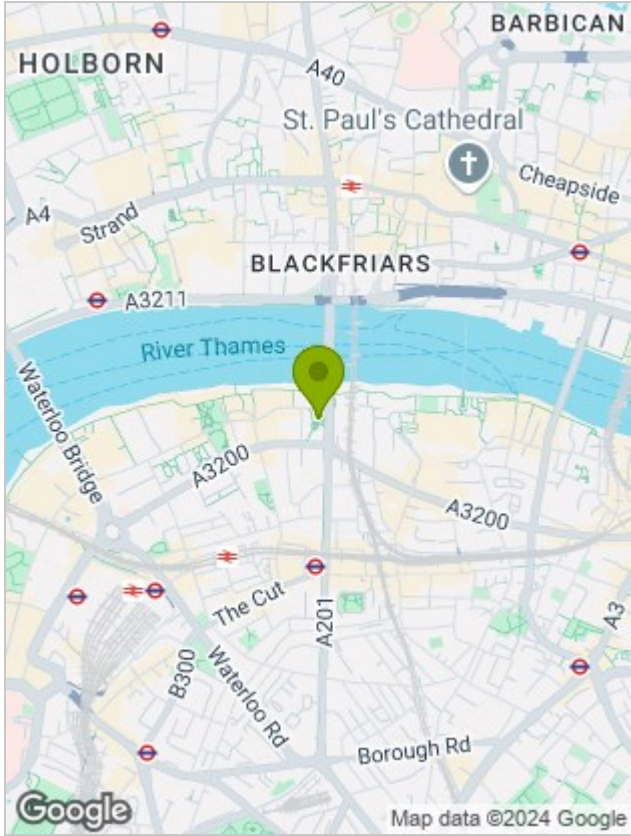 BARBICAN
HOLBORN
A40
St. Paul's Cathedral
Cheapside
A4
Strand
BLACKFRIARS
A3211
River Thames
Waterloo Bridge
A3200
A3200
The Cut
A201
A3
B300
Waterloo Rd
Borough Rd
Google
Map data ©2024 Google